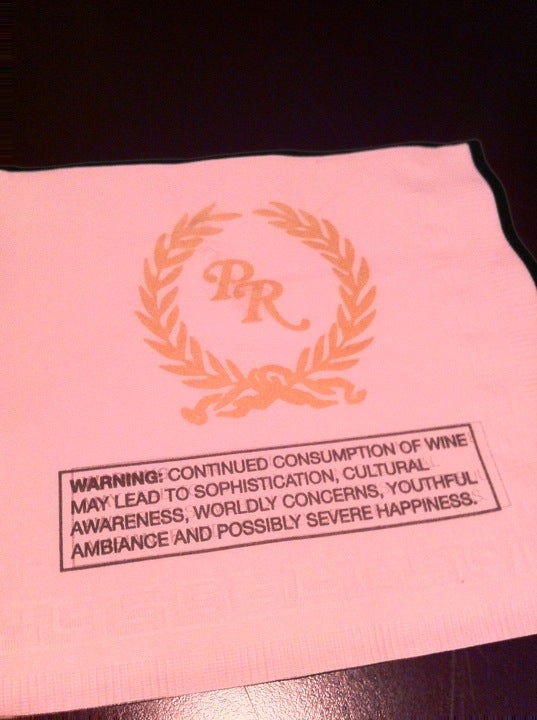 PR
WARNING: CONTINUED CONSUMPTION OF WINE
MAY LEAD TO SOPHISTICATION, CULTURAL
AWARENESS, WORLDLY CONCERNS, YOUTHFUL
AMBIANCE AND POSSIBLY SEVERE HAPPINESS.